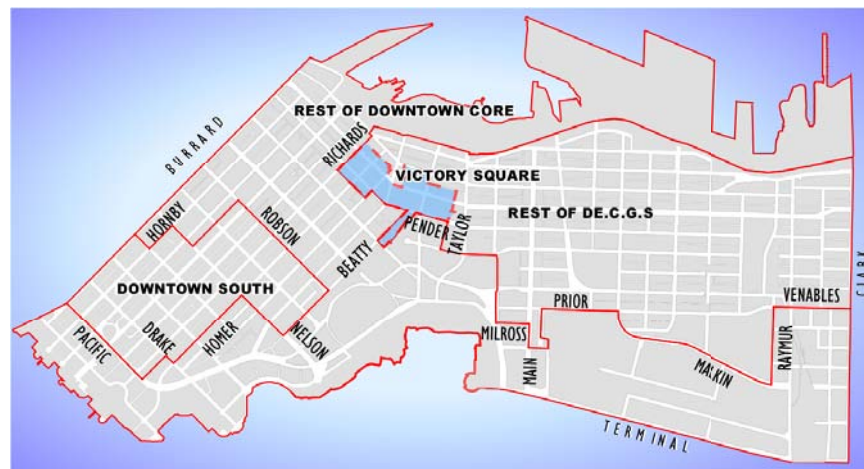 REST OF DOWNTOWN CORE
BURRARD
RICHARDS
VICTORY SQUARE
HORNBY
ROBSON
REST OF DE.C.G.S
PENDER
TAYLOR
BEATTY
CLARK
DOWNTOWN SOUTH
VENABLES
PRIOR
PACIFIC
DRAKE
HOMER
NELSON
MILROSS
MAIN
RAYMUR
TERMINAL